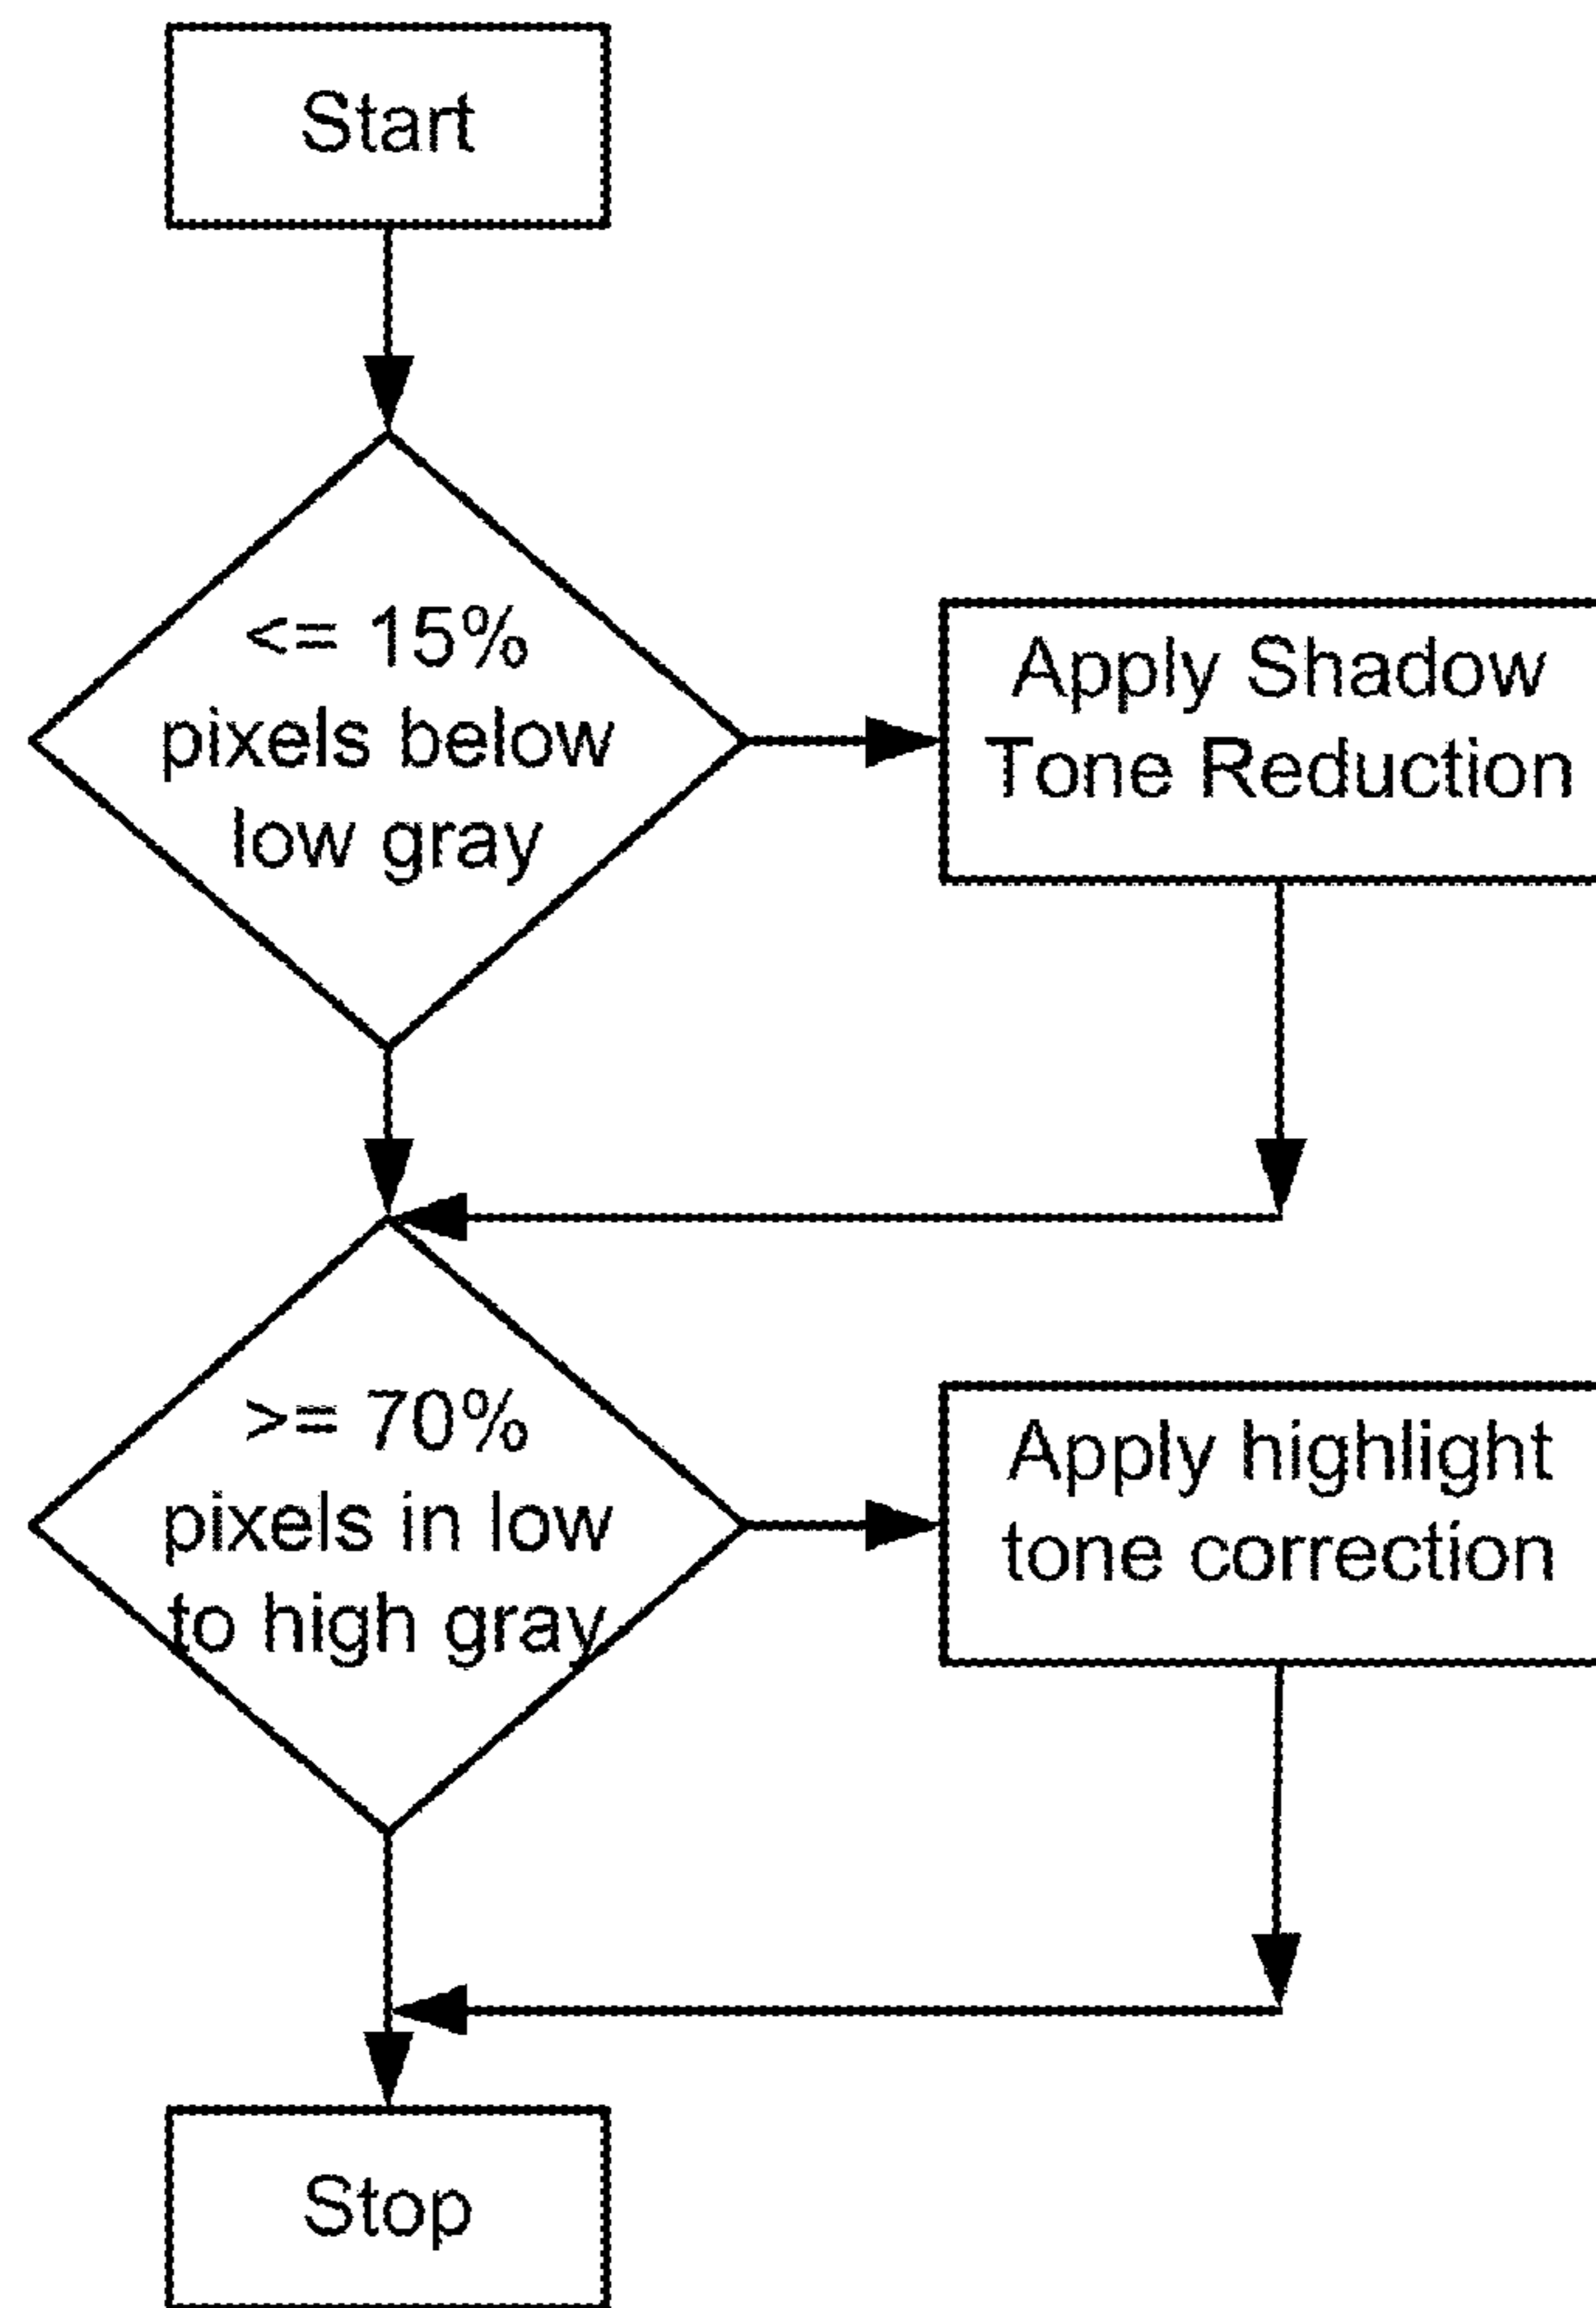 Start
<= 15%
pixels below
low gray
Apply Shadow
Tone Reduction
>= 70%
pixels in low
to high gray
Apply highlight
tone correction
Stop